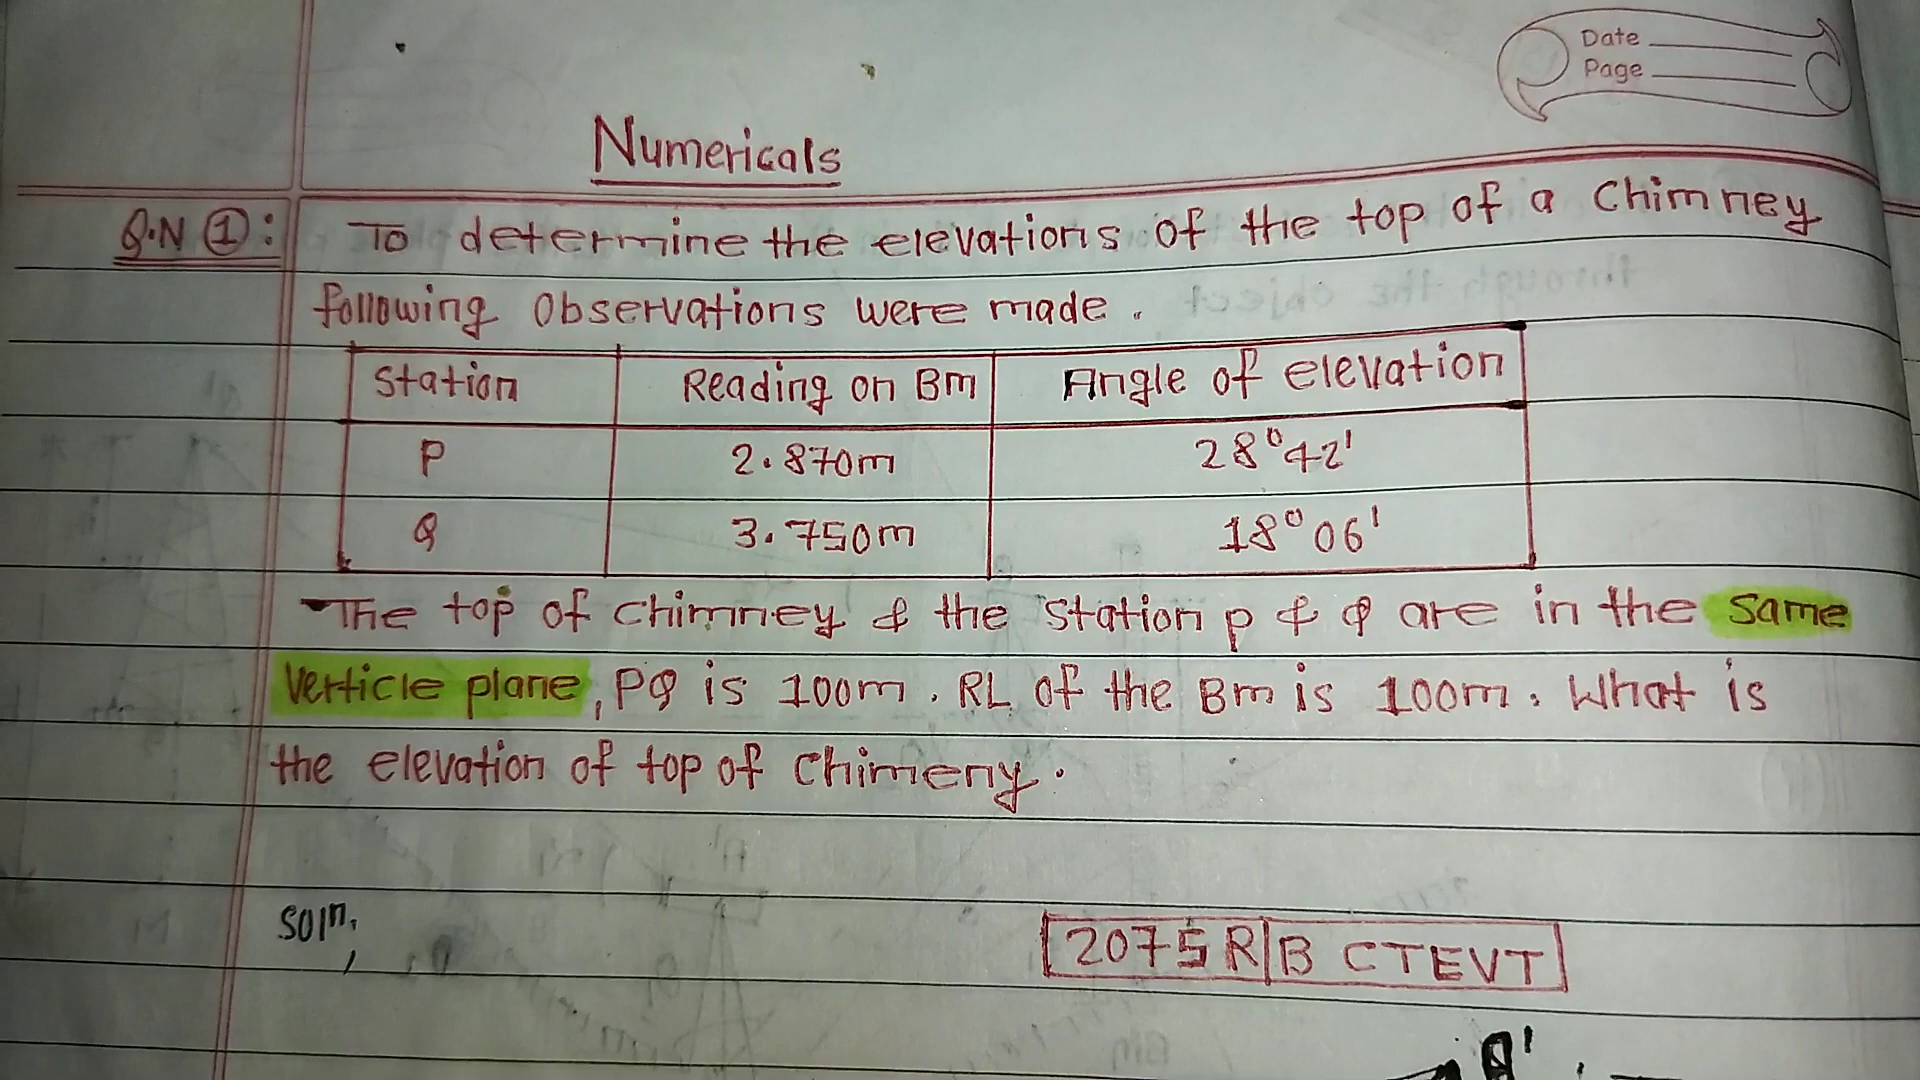 Date
Page
Numericals
Q.N ①: To determine the elevations of the top of a Chimney
following Observations were made.
Station Reading on Bm Angle of elevation
P 2.870m 28°42'
Q 3.750m 18°06'
The top of chimney & the station p & Q are in the same
verticle plane, PQ is 100m. RL of the Bm is 100m. What is
the elevation of top of chimeny.
soln;
2075 R|B CTEVT
Q'